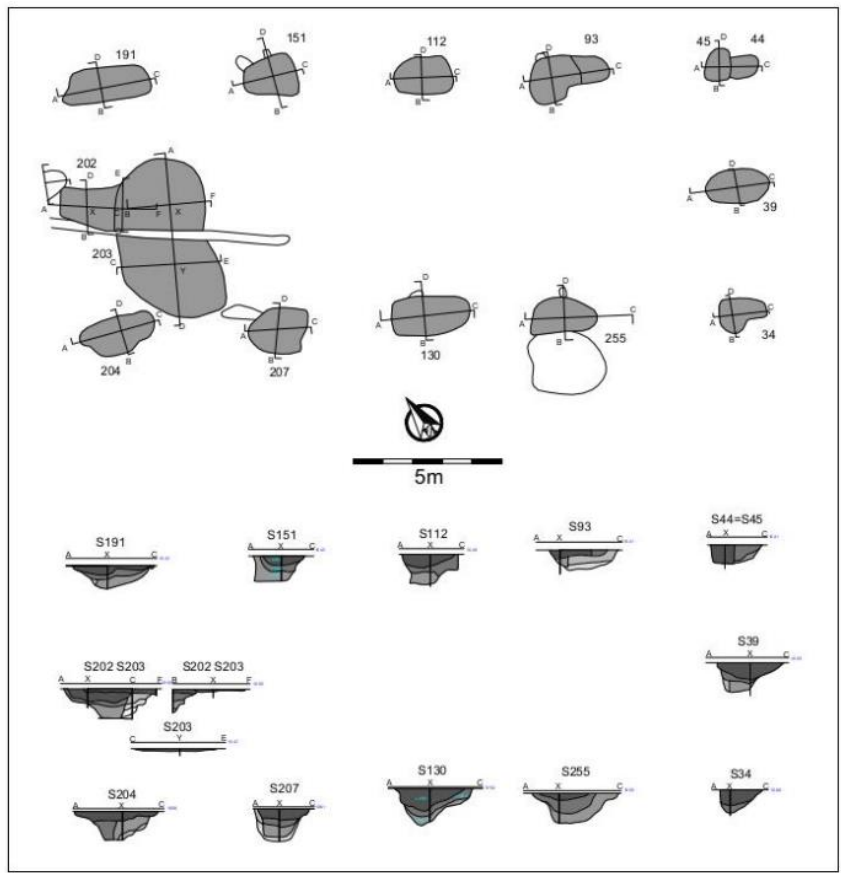 191 151 112 93 45 44
D D D D D
A C A C A C A C A C
B B B B B
202 A D E
D
A X B F X F C A C
B 39
203 C Y E B
D D D D D
A C A C A C A C A C
B B B B B
204 D 207 130 255 34
N
5m
S191 S151 S112 S93 S44=S45
A X C A X C A X C A X C A X C
S39
A X C
S202 S203 S202 S203
A X C F B X F
S203
C Y E
S204 S207 S130 S255 S34
A X C A X C A X C A X C A X C